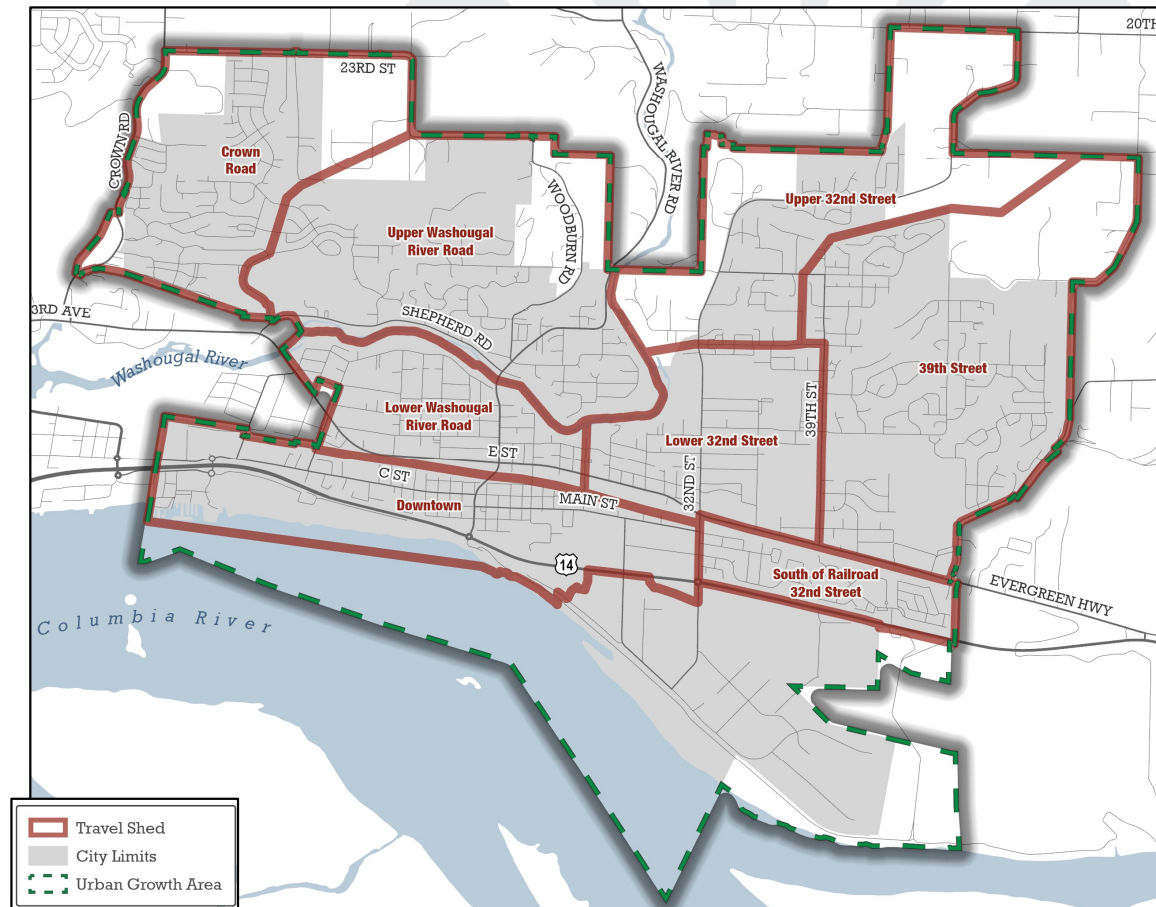 20TH
23RD ST
WASHOUGAL RIVER RD
CROWN RD
Crown
Road
WOODBURN RD
Upper 32nd Street
Upper Washougal
River Road
3RD AVE
SHEPHERD RD
Washougal River
39th Street
39TH ST
Lower Washougal
River Road
Lower 32nd Street
E ST
32ND ST
C ST
MAIN ST
Downtown
14
South of Railroad
32nd Street
EVERGREEN HWY
Columbia River
Travel Shed
City Limits
Urban Growth Area